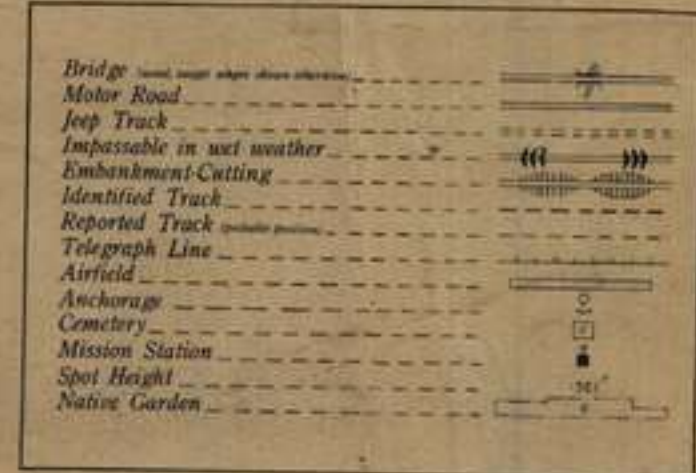 Bridge
Motor Road
Jeep Track
Impassable in wet weather
Embankment-Cutting
Identified Track
Reported Track
Telegraph Line
Airfield
Anchorage
Cemetery
Mission Station
Spot Height
Native Garden